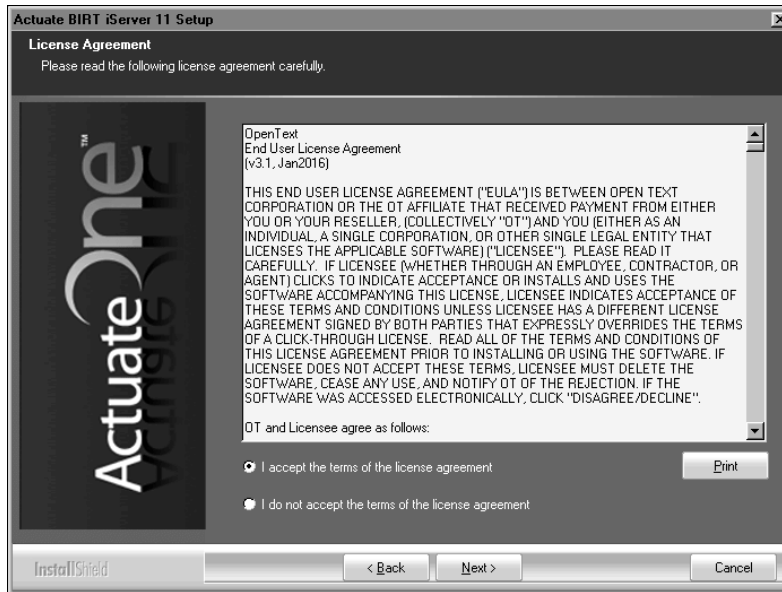 Actuate BIRT iServer 11 Setup
License Agreement
Please read the following license agreement carefully.
ActuateOne™
OpenText
End User License Agreement
(v3.1, Jan2016)
THIS END USER LICENSE AGREEMENT ("EULA") IS BETWEEN OPEN TEXT
CORPORATION OR THE OT AFFILIATE THAT RECEIVED PAYMENT FROM EITHER
YOU OR YOUR RESELLER, (COLLECTIVELY "OT") AND YOU (EITHER AS AN
INDIVIDUAL, A SINGLE CORPORATION, OR OTHER SINGLE LEGAL ENTITY THAT
LICENSES THE APPLICABLE SOFTWARE) ("LICENSEE"). PLEASE READ IT
CAREFULLY. IF LICENSEE (WHETHER THROUGH AN EMPLOYEE, CONTRACTOR, OR
AGENT) CLICKS TO INDICATE ACCEPTANCE OR INSTALLS AND USES THE
SOFTWARE ACCOMPANYING THIS LICENSE, LICENSEE INDICATES ACCEPTANCE OF
THESE TERMS AND CONDITIONS UNLESS LICENSEE HAS A DIFFERENT LICENSE
AGREEMENT SIGNED BY BOTH PARTIES THAT EXPRESSLY OVERRIDES THE TERMS
OF A CLICK-THROUGH LICENSE. READ ALL OF THE TERMS AND CONDITIONS OF
THIS LICENSE AGREEMENT PRIOR TO INSTALLING OR USING THE SOFTWARE. IF
LICENSEE DOES NOT ACCEPT THESE TERMS, LICENSEE MUST DELETE THE
SOFTWARE, CEASE ANY USE, AND NOTIFY OT OF THE REJECTION. IF THE
SOFTWARE WAS ACCESSED ELECTRONICALLY, CLICK "DISAGREE/DECLINE".
OT and Licensee agree as follows:
I accept the terms of the license agreement
Print
I do not accept the terms of the license agreement
InstallShield
< Back
Next >
Cancel